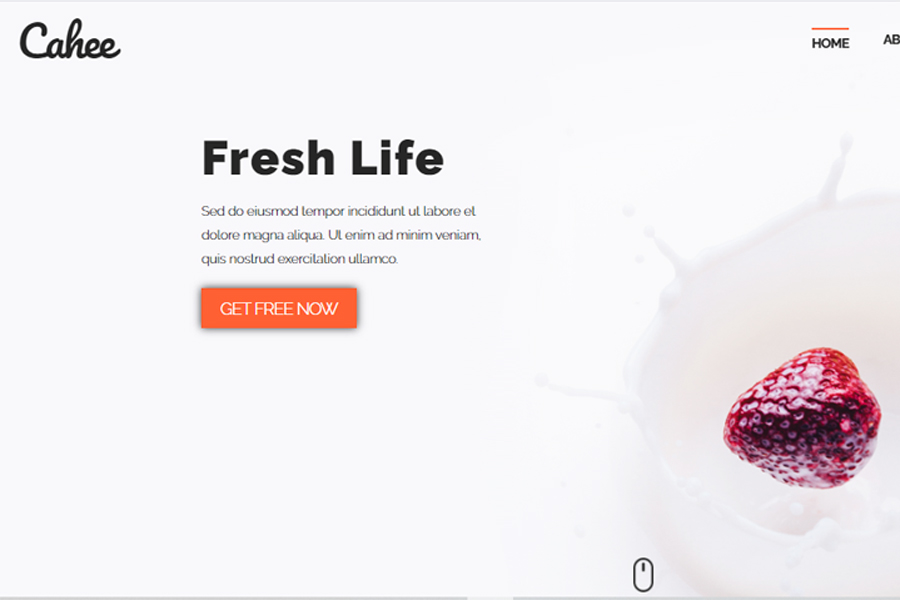 Cahee
HOME
AB
Fresh Life
Sed do eiusmod tempor incididunt ut labore et
dolore magna aliqua. Ut enim ad minim veniam,
quis nostrud exercitation ullamco.
GET FREE NOW